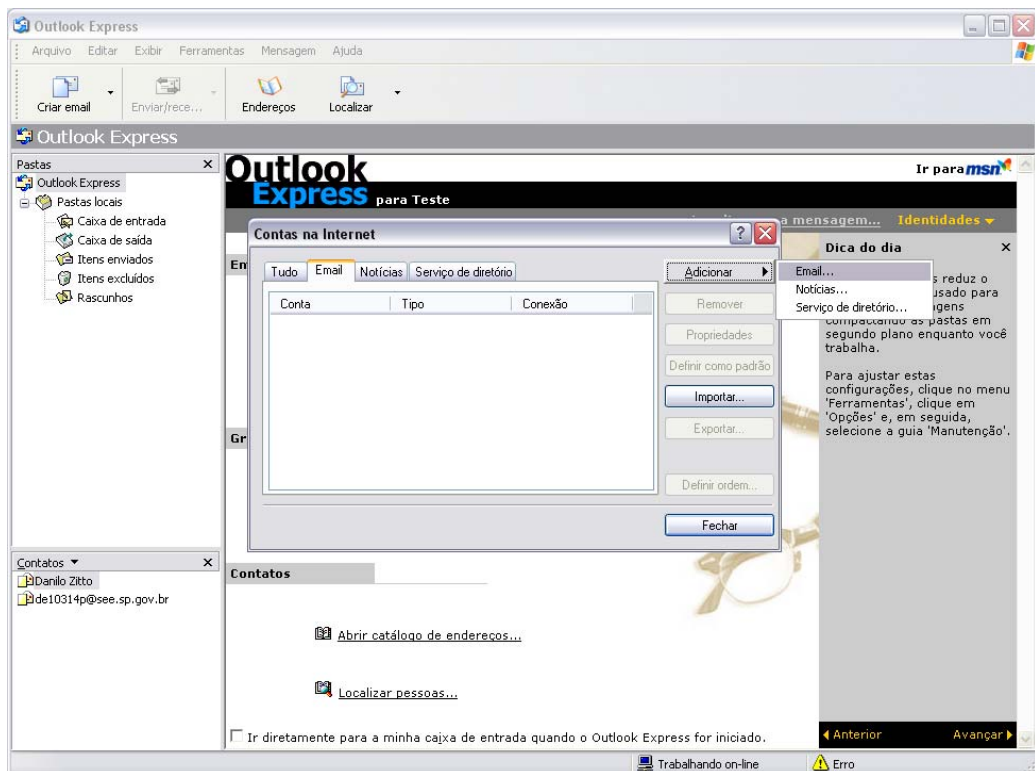 Outlook Express
Arquivo Editar Exibir Ferramentas Mensagem Ajuda
Criar email
Enviar/rece...
Endereços
Localizar
Outlook Express
Pastas
Outlook Express
Pastas locais
Caixa de entrada
Caixa de saída
Itens enviados
Itens excluídos
Rascunhos
Contatos
Danilo Zitto
de10314p@see.sp.gov.br
Outlook
Express para Teste
Ir para msn
a mensagem... Identidades
Contas na Internet
Tudo Email Notícias Serviço de diretório
Conta Tipo Conexão
Adicionar
Remover
Propriedades
Definir como padrão
Importar...
Exportar...
Definir ordem...
Fechar
Email...
Notícias...
Serviço de diretório...
Em
Gr
Contatos
Abrir catálogo de endereços...
Localizar pessoas...
Ir diretamente para a minha caixa de entrada quando o Outlook Express for iniciado.
Dica do dia
s reduz o
usado para
gens
compactando as pastas em
segundo plano enquanto você
trabalha.
Para ajustar estas
configurações, clique no menu
'Ferramentas', clique em
'Opções' e, em seguida,
selecione a guia 'Manutenção'.
Anterior Avançar
Trabalhando on-line
Erro